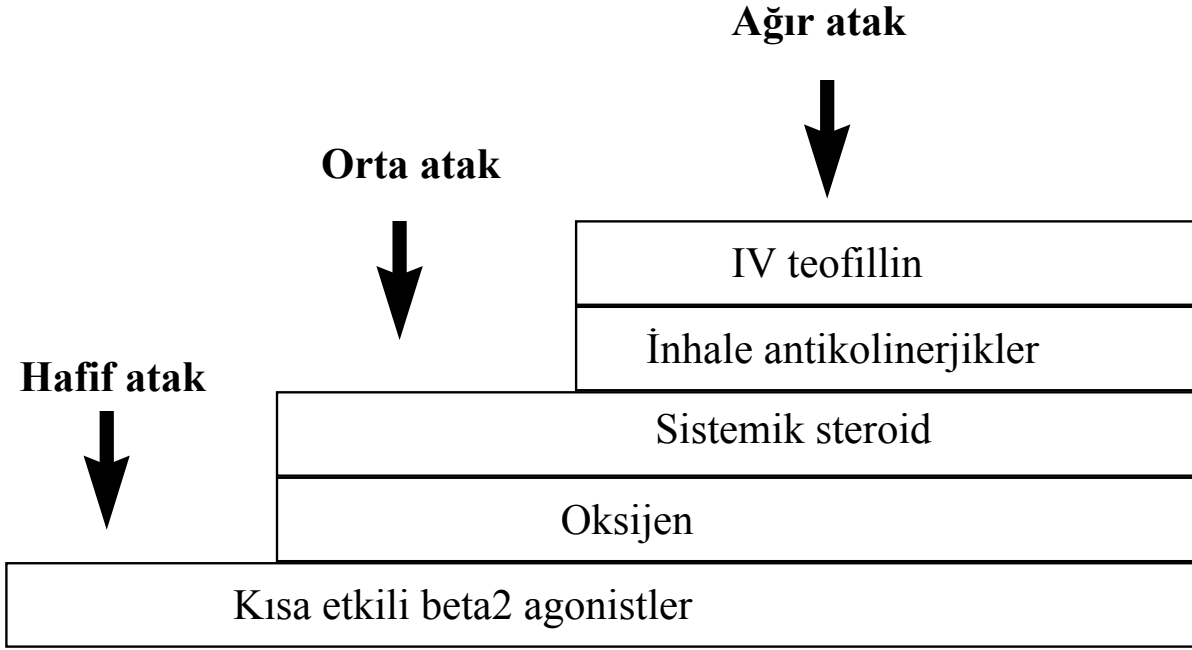 Ağır atak
Orta atak
Hafif atak
IV teofillin
İnhale antikolinerjikler
Sistemik steroid
Oksijen
Kısa etkili beta2 agonistler